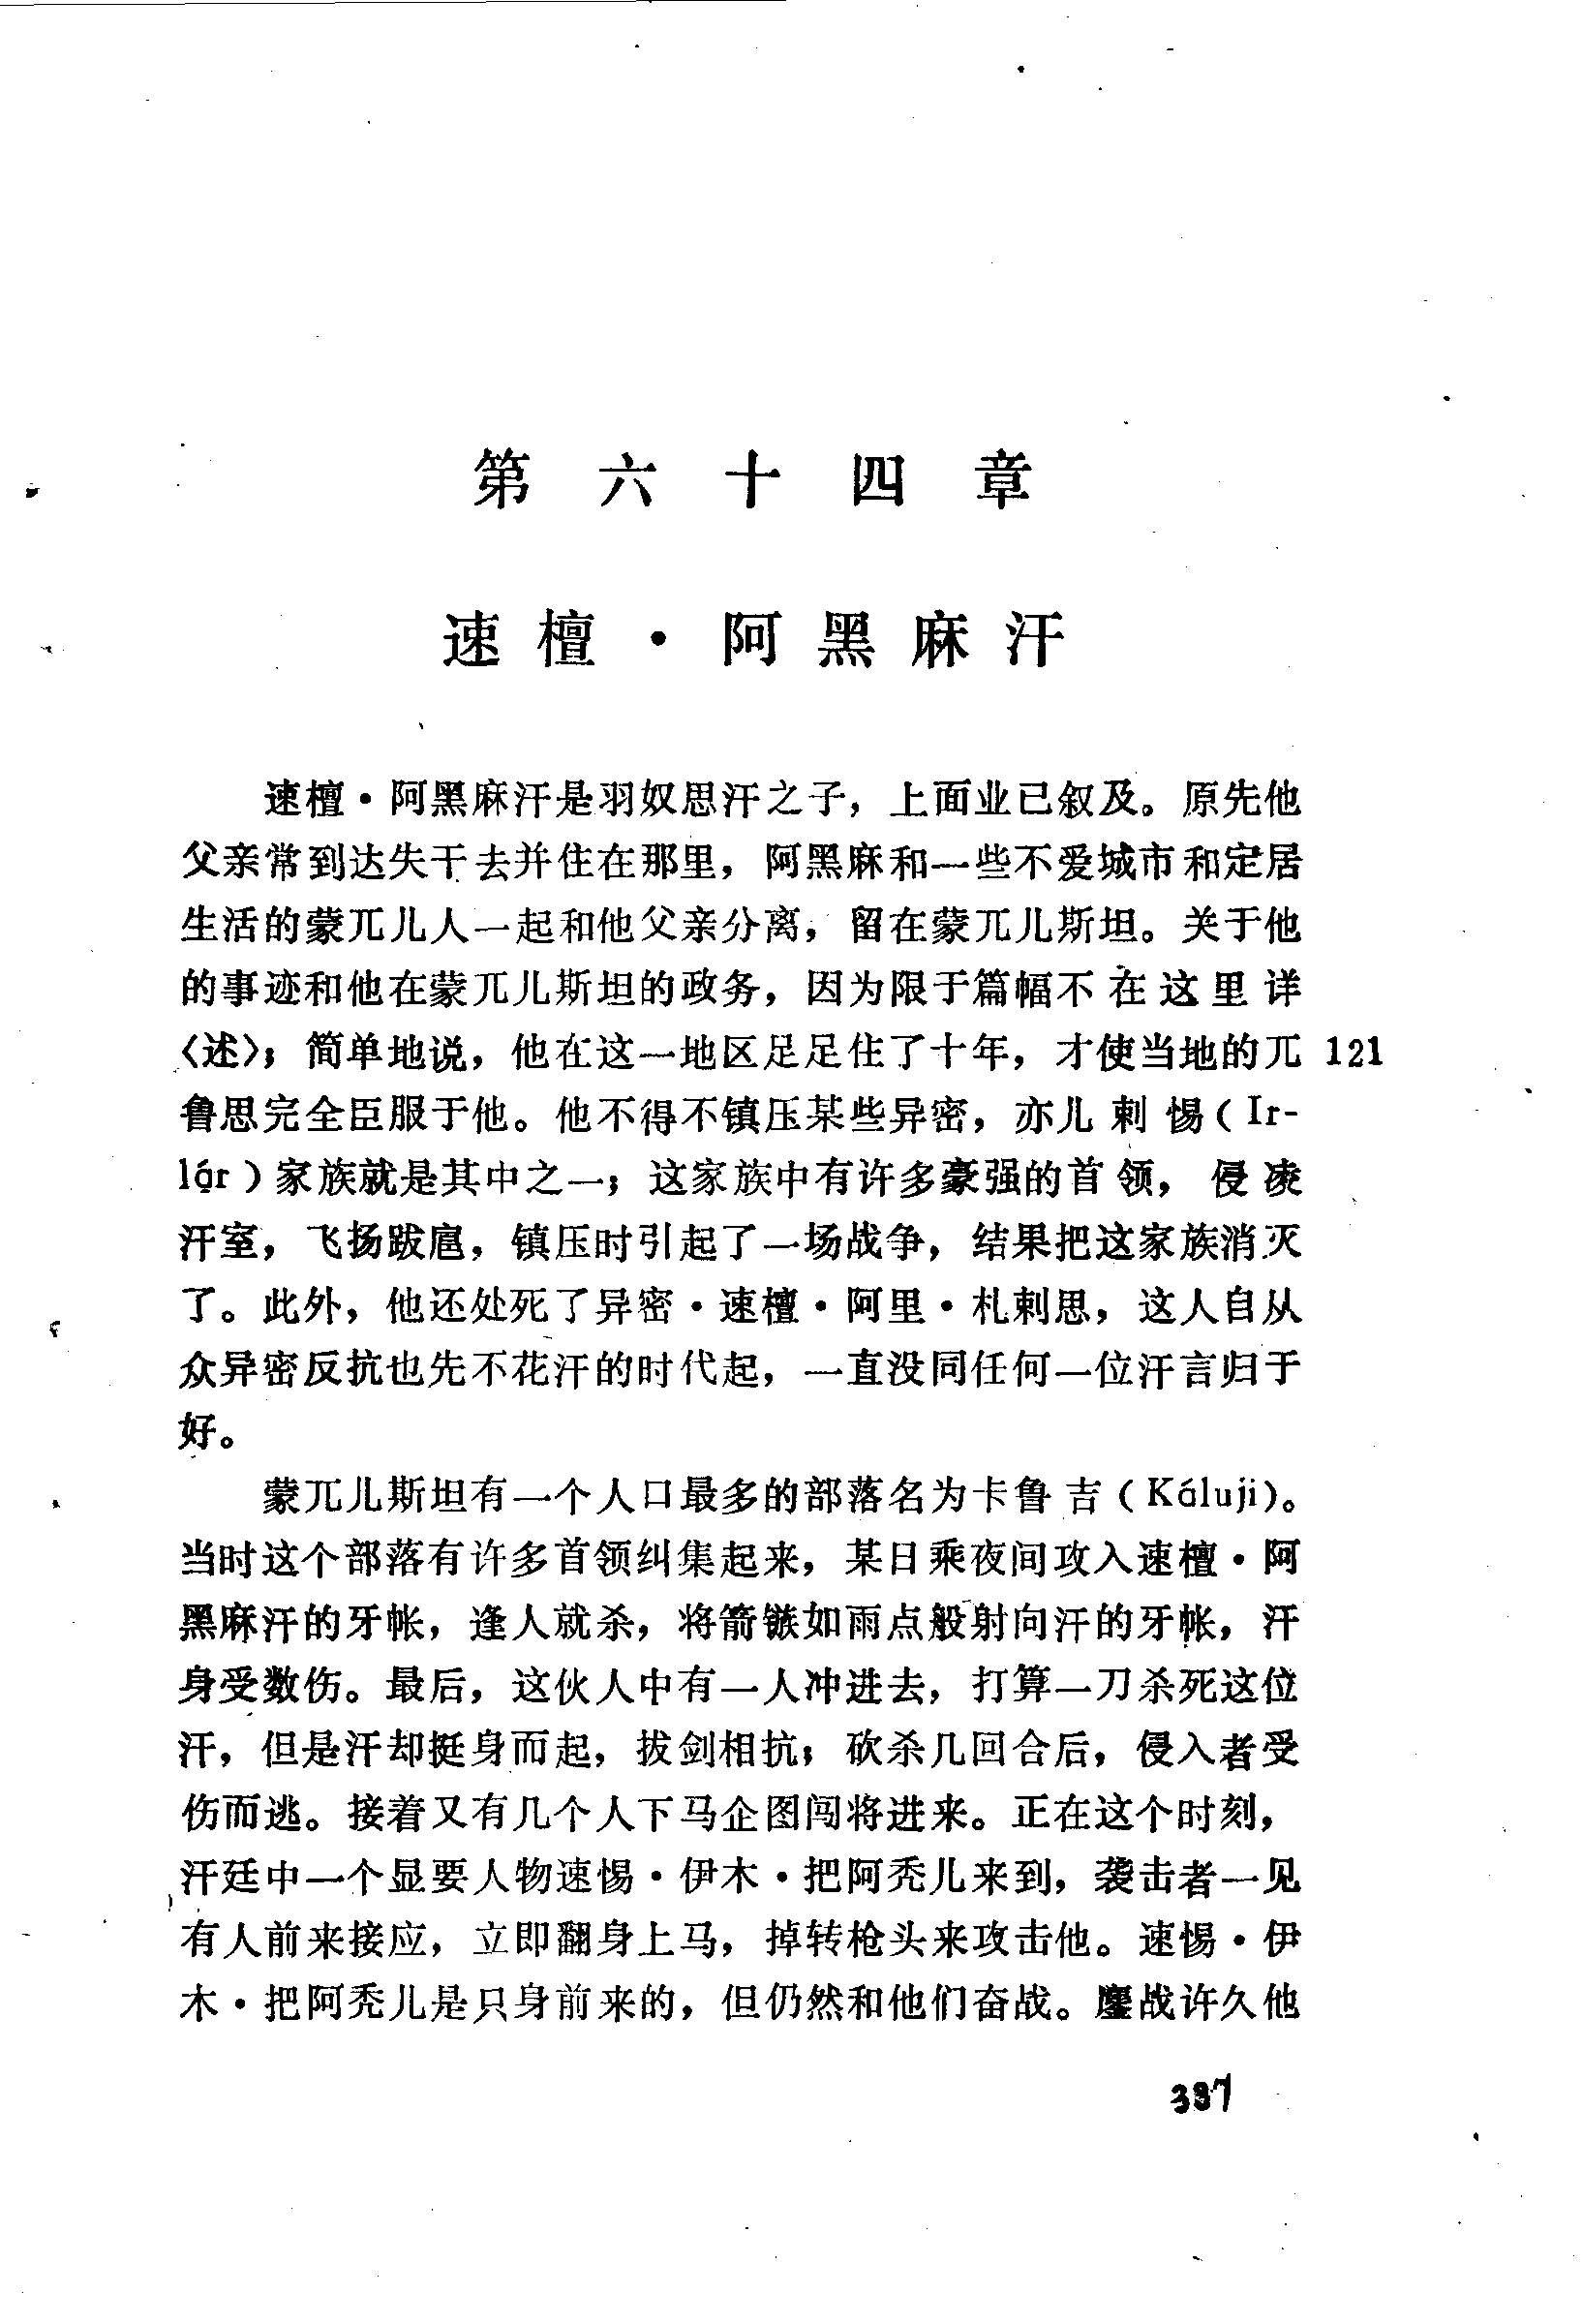 第六十四章
速檀·阿黑麻汗
速檀·阿黑麻汗是羽奴思汗之子，上面业已叙及。原先他
父亲常到达失干去并住在那里，阿黑麻和一些不爱城市和定居
生活的蒙兀儿人一起和他父亲分离，留在蒙兀儿斯坦。关于他
的事迹和他在蒙兀儿斯坦的政务，因为限于篇幅不在这里详
〈述〉；简单地说，他在这一地区足足住了十年，才使当地的兀 121
鲁思完全臣服于他。他不得不镇压某些异密，亦儿剌惕（Ir-
lár）家族就是其中之一；这家族中有许多豪强的首领，侵凌
汗室，飞扬跋扈，镇压时引起了一场战争，结果把这家族消灭
了。此外，他还处死了异密·速檀·阿里·札剌思，这人自从
众异密反抗也先不花汗的时代起，一直没同任何一位汗言归于
好。
蒙兀儿斯坦有一个人口最多的部落名为卡鲁吉（Káluji）。
当时这个部落有许多首领纠集起来，某日乘夜间攻入速檀·阿
黑麻汗的牙帐，逢人就杀，将箭镞如雨点般射向汗的牙帐，汗
身受数伤。最后，这伙人中有一人冲进去，打算一刀杀死这位
汗，但是汗却挺身而起，拔剑相抗；砍杀几回合后，侵入者受
伤而逃。接着又有几个人下马企图闯将进来。正在这个时刻，
汗廷中一个显要人物速惕·伊木·把阿秃儿来到，袭击者一见
有人前来接应，立即翻身上马，掉转枪头来攻击他。速惕·伊
木·把阿秃儿是只身前来的，但仍然和他们奋战。鏖战许久他
337